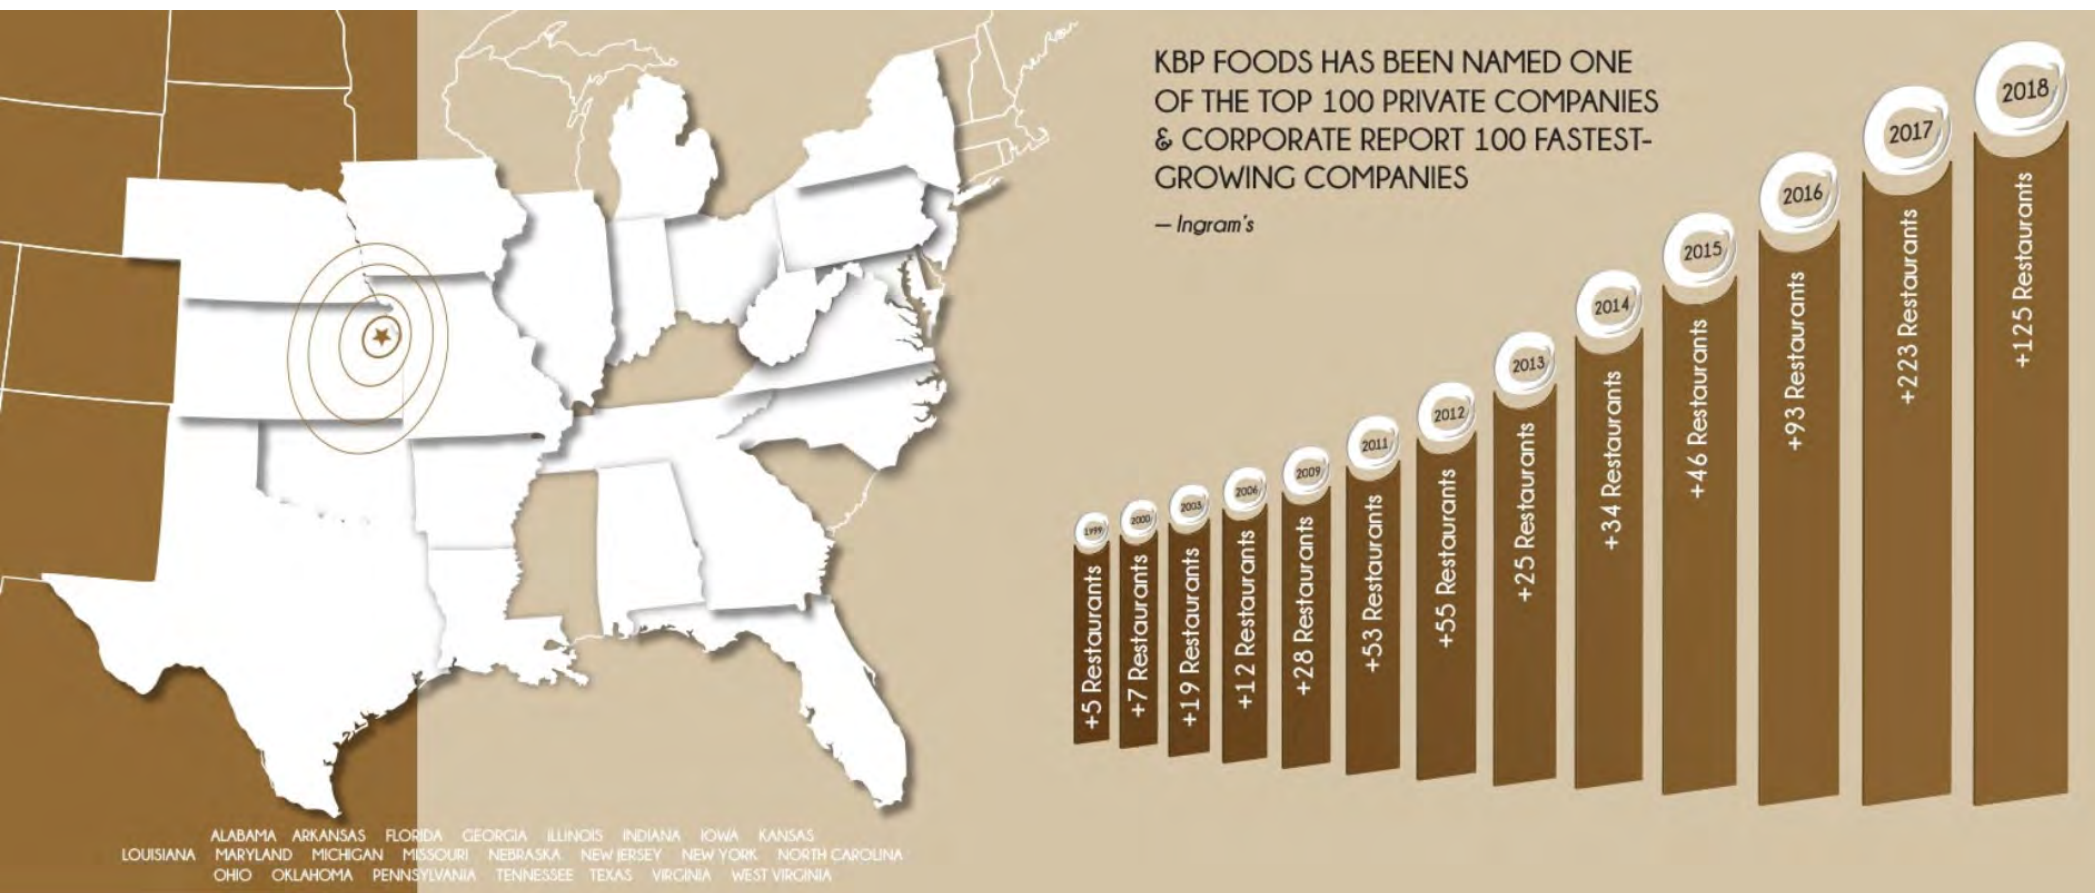 KBP FOODS HAS BEEN NAMED ONE
OF THE TOP 100 PRIVATE COMPANIES
& CORPORATE REPORT 100 FASTEST-
GROWING COMPANIES
— Ingram's
1999
+5 Restaurants
2000
+7 Restaurants
2003
+19 Restaurants
2006
+12 Restaurants
2009
+28 Restaurants
2011
+53 Restaurants
2012
+55 Restaurants
2013
+25 Restaurants
2014
+34 Restaurants
2015
+46 Restaurants
2016
+93 Restaurants
2017
+223 Restaurants
2018
+125 Restaurants
ALABAMA ARKANSAS FLORIDA GEORGIA ILLINOIS INDIANA IOWA KANSAS
LOUISIANA MARYLAND MICHIGAN MISSOURI NEBRASKA NEW JERSEY NEW YORK NORTH CAROLINA
OHIO OKLAHOMA PENNSYLVANIA TENNESSEE TEXAS VIRGINIA WEST VIRGINIA